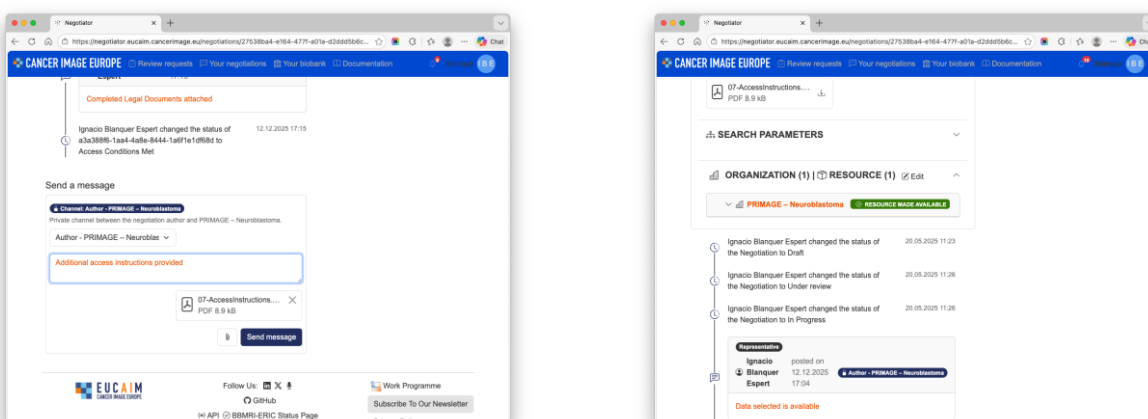 Negotiator
https://negotiator.eucaim.cancerimage.eu/negotiations/27538ba4-e164-477f-a01a-d2ddd5b6c...
Chat
CANCER IMAGE EUROPE
Review requests
Your negotiations
Your biobank
Documentation
I B E
Espert
17:15
Completed Legal Documents attached
Ignacio Blanquer Espert changed the status of
12.12.2025 17:15
a3a388f6-1aa4-4a8e-8444-1a6f1e1df68d to
Access Conditions Met
Send a message
Channel: Author - PRIMAGE – Neuroblastoma
Private channel between the negotiation author and PRIMAGE – Neuroblastoma.
Author - PRIMAGE – Neuroblas
Additional access instructions provided
07-AccessInstructions....
PDF 8.9 kB
Send message
EUCAIM
CANCER IMAGE EUROPE
Follow Us:
GitHub
API
BBMRI-ERIC Status Page
Work Programme
Subscribe To Our Newsletter
Negotiator
https://negotiator.eucaim.cancerimage.eu/negotiations/27538ba4-e164-477f-a01a-d2ddd5b6c...
CANCER IMAGE EUROPE
Review requests
Your negotiations
Your biobank
Documentation
I B E
07-AccessInstructions....
PDF 8.9 kB
SEARCH PARAMETERS
ORGANIZATION (1) | RESOURCE (1)
Edit
PRIMAGE – Neuroblastoma
RESOURCE MADE AVAILABLE
Ignacio Blanquer Espert changed the status of
20.05.2025 11:23
the Negotiation to Draft
Ignacio Blanquer Espert changed the status of
20.05.2025 11:26
the Negotiation to Under review
Ignacio Blanquer Espert changed the status of
20.05.2025 11:26
the Negotiation to In Progress
Representative
Ignacio
Blanquer
Espert
posted on
12.12.2025
17:04
Author - PRIMAGE – Neuroblastoma
Data selected is available